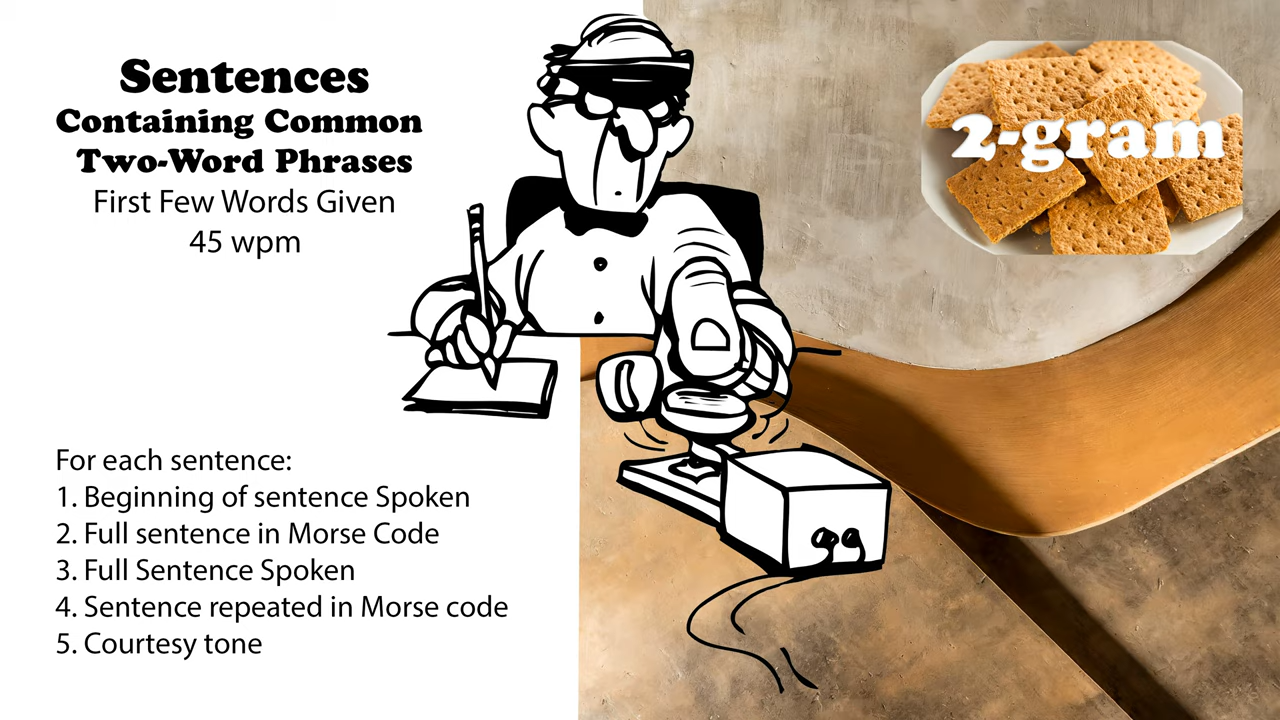 Sentences
Containing Common
Two-Word Phrases
First Few Words Given
45 wpm
2-gram
For each sentence:
1. Beginning of sentence Spoken
2. Full sentence in Morse Code
3. Full Sentence Spoken
4. Sentence repeated in Morse code
5. Courtesy tone